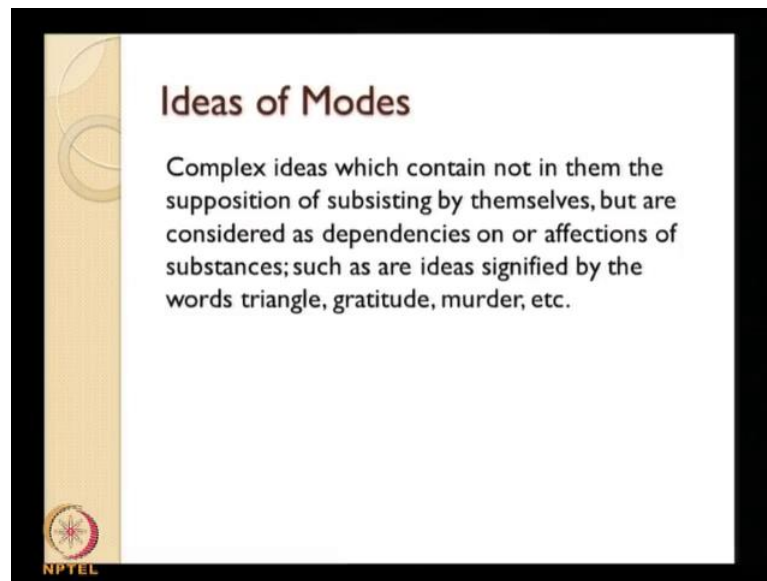 Ideas of Modes
Complex ideas which contain not in them the
supposition of subsisting by themselves, but are
considered as dependencies on or affections of
substances; such as are ideas signified by the
words triangle, gratitude, murder, etc.
NPTEL